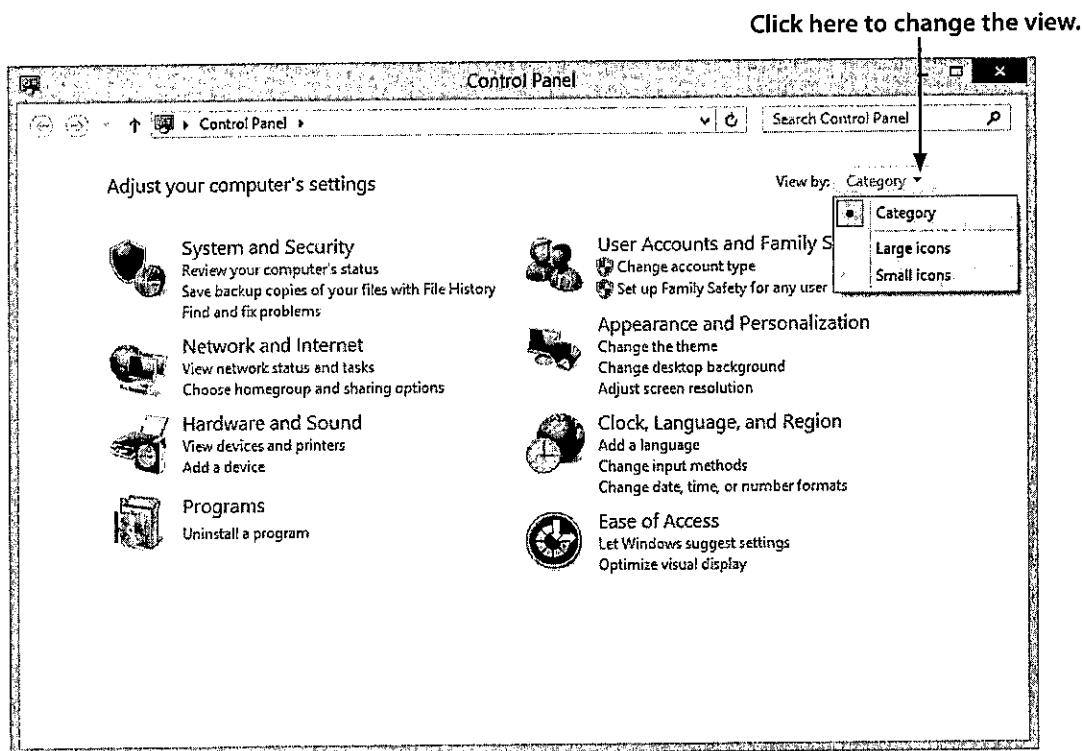 Click here to change the view.
Control Panel
Control Panel
Search Control Panel
Adjust your computer's settings
View by: Category
Category
Large icons
Small icons
System and Security
Review your computer's status
Save backup copies of your files with File History
Find and fix problems
Network and Internet
View network status and tasks
Choose homegroup and sharing options
Hardware and Sound
View devices and printers
Add a device
Programs
Uninstall a program
User Accounts and Family S
Change account type
Set up Family Safety for any user
Appearance and Personalization
Change the theme
Change desktop background
Adjust screen resolution
Clock, Language, and Region
Add a language
Change input methods
Change date, time, or number formats
Ease of Access
Let Windows suggest settings
Optimize visual display